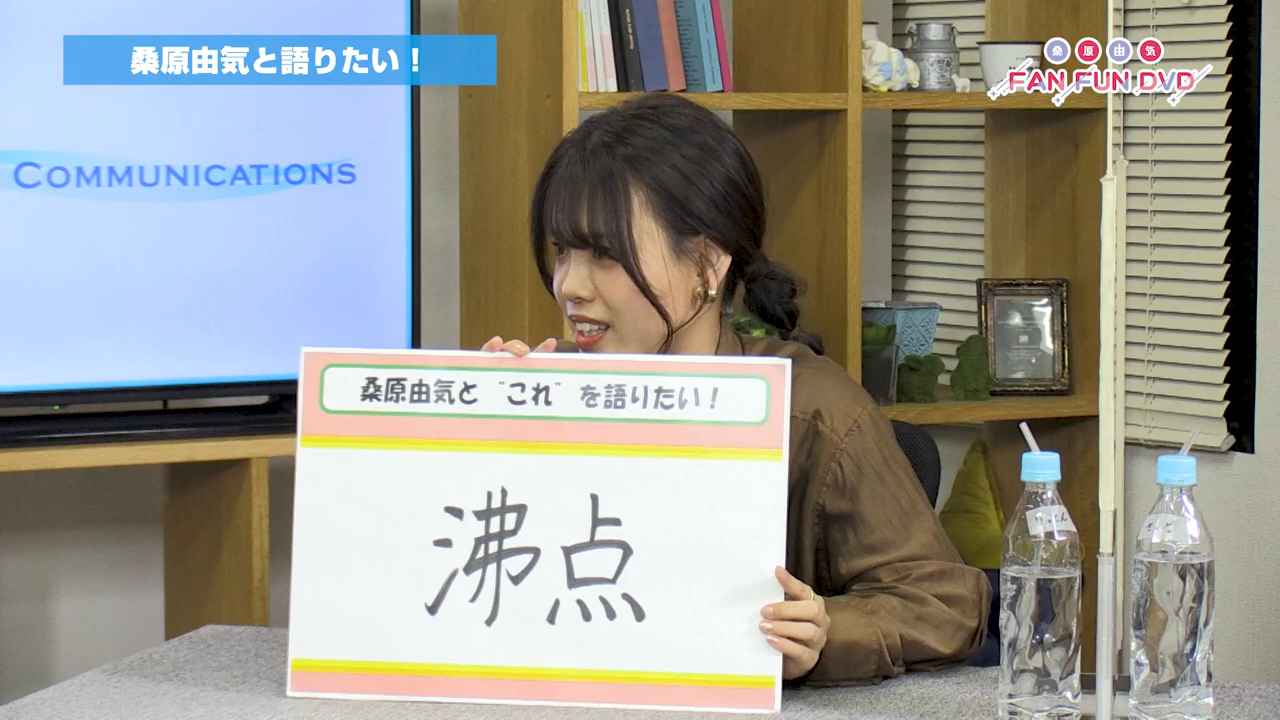 桑原由気と語りたい！
桑原由気
FAN FUN DVD
COMMUNICATIONS
桑原由気と“これ”を語りたい！
沸点